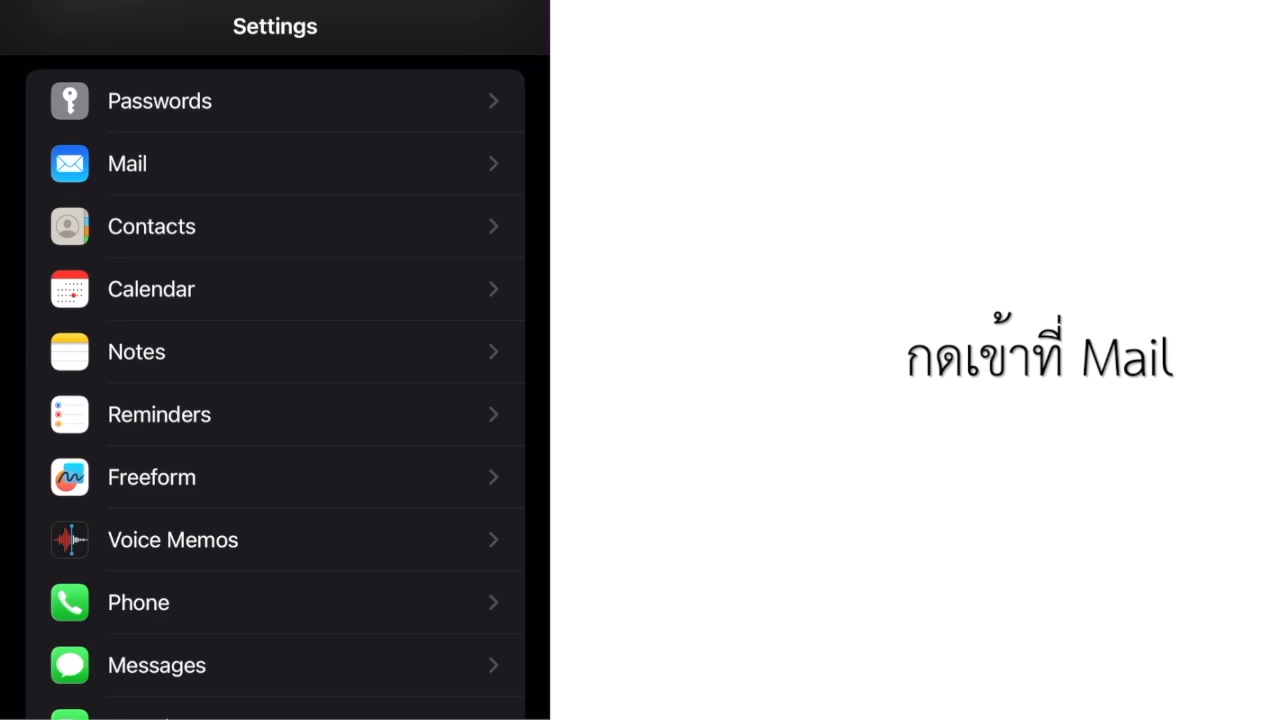 Settings
Passwords
Mail
Contacts
Calendar
Notes
Reminders
Freeform
Voice Memos
Phone
Messages
กดเข้าที่ Mail